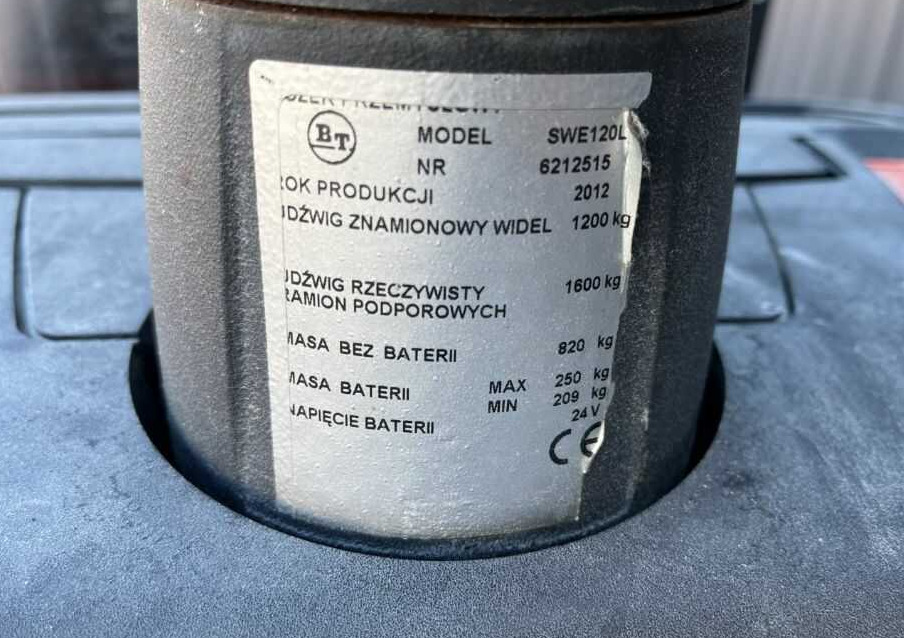 BT
MODEL SWE120L
NR 6212515
ROK PRODUKCJI 2012
UDŹWIG ZNAMIONOWY WIDEL 1200 kg
UDŹWIG RZECZYWISTY
RAMION PODPOROWYCH 1600 kg
MASA BEZ BATERII 820 kg
MASA BATERII MAX 250 kg
MIN 209 kg
NAPIĘCIE BATERII 24 V
CE